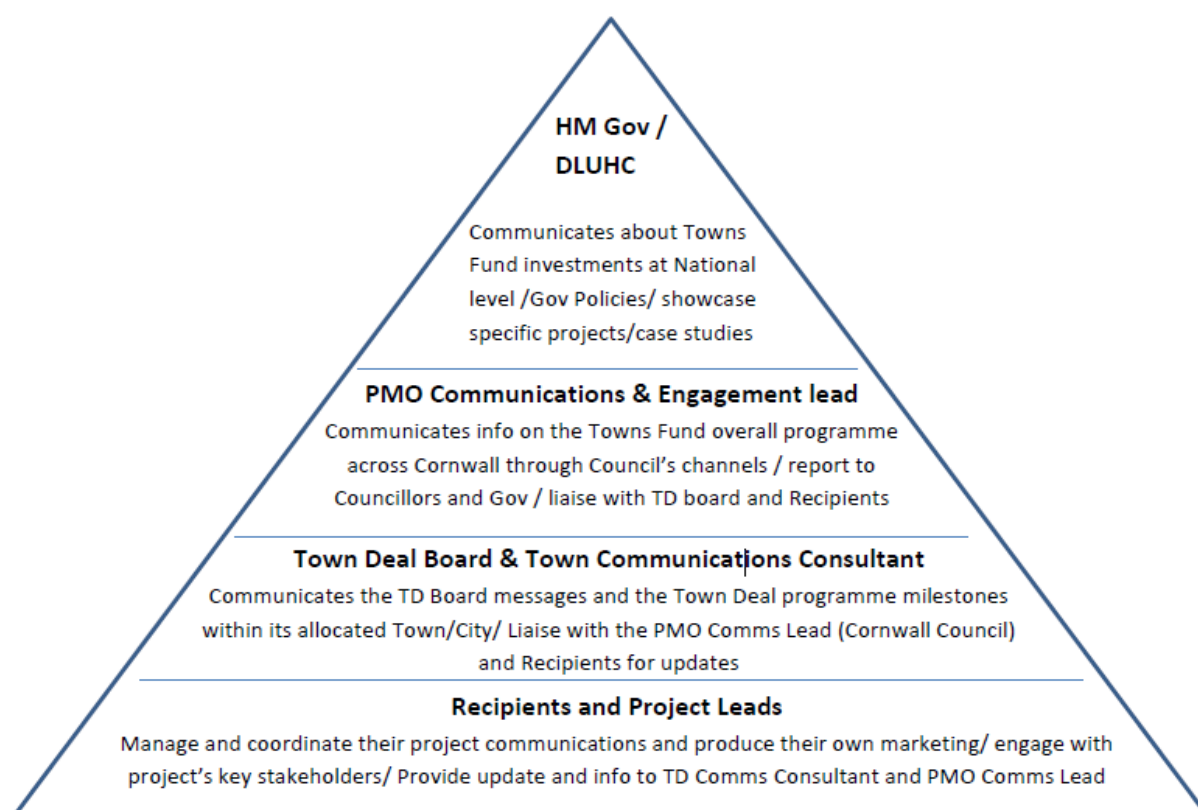 HM Gov /
DLUHC
Communicates about Towns
Fund investments at National
level /Gov Policies/ showcase
specific projects/case studies
PMO Communications & Engagement lead
Communicates info on the Towns Fund overall programme
across Cornwall through Council's channels / report to
Councillors and Gov / liaise with TD board and Recipients
Town Deal Board & Town Communications Consultant
Communicates the TD Board messages and the Town Deal programme milestones
within its allocated Town/City/ Liaise with the PMO Comms Lead (Cornwall Council)
and Recipients for updates
Recipients and Project Leads
Manage and coordinate their project communications and produce their own marketing/ engage with
project's key stakeholders/ Provide update and info to TD Comms Consultant and PMO Comms Lead